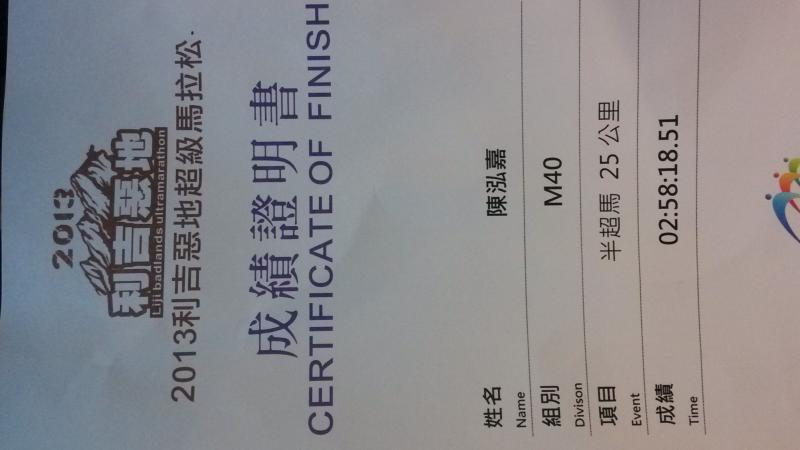 2013
利吉惡地
Liji badlands ultramarathon
2013利吉惡地超級馬拉松.
成績證明書
CERTIFICATE OF FINISH
姓名 陳泓嘉
Name
組別 M40
Divison
項目 半超馬 25 公里
Event
成績 02:58:18.51
Time